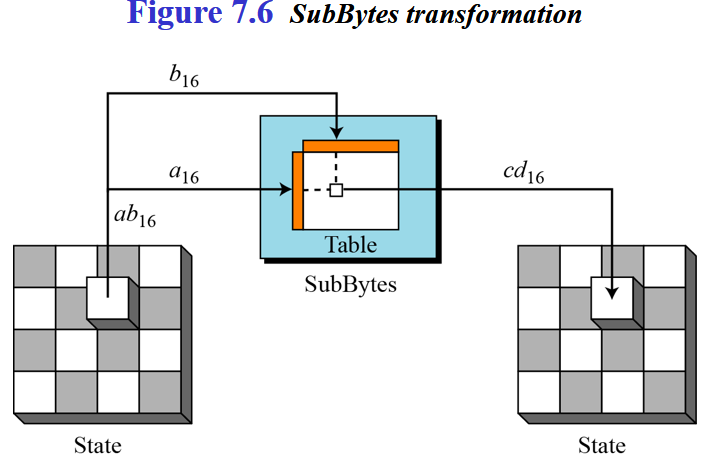 Figure 7.6 SubBytes transformation
b16
a16
cd16
ab16
Table
SubBytes
State
State